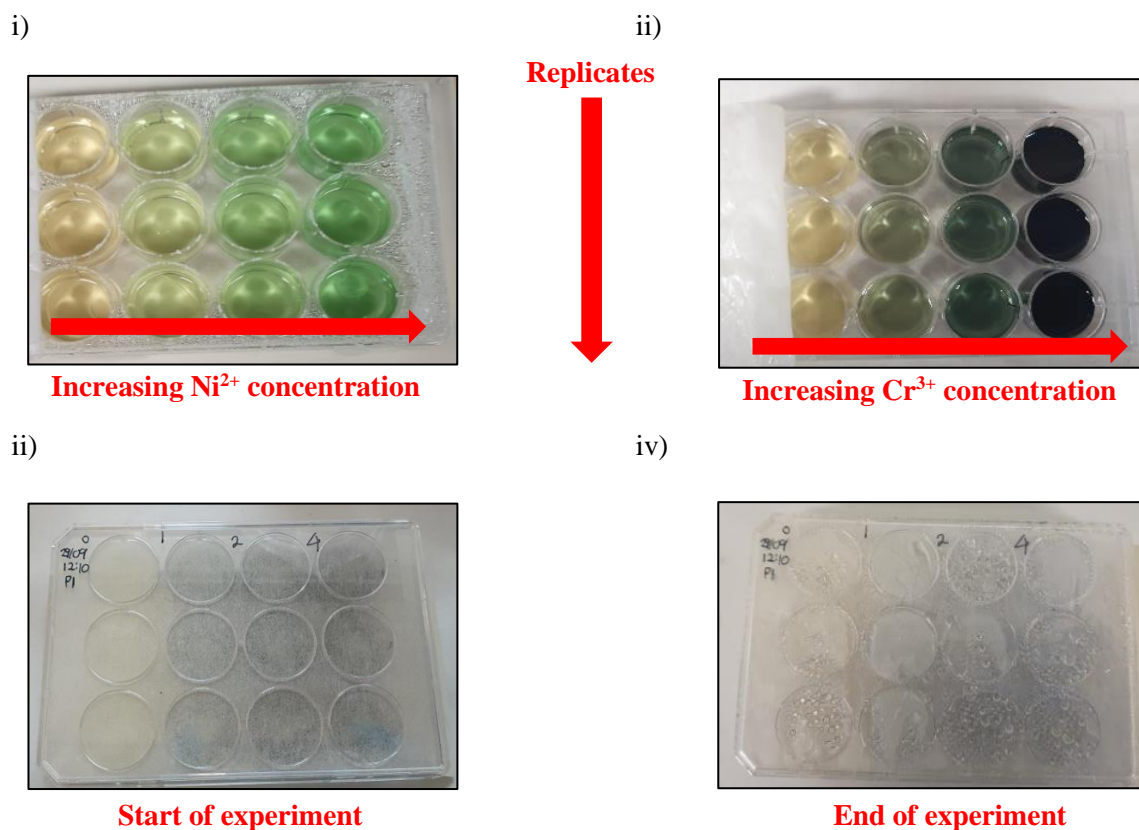 i)
ii)
Replicates
Increasing Ni²⁺ concentration
Increasing Cr³⁺ concentration
ii)
iv)
0
1
2
4
29/09
12:10
P1
0
1
2
4
29/09
12:10
P1
Start of experiment
End of experiment